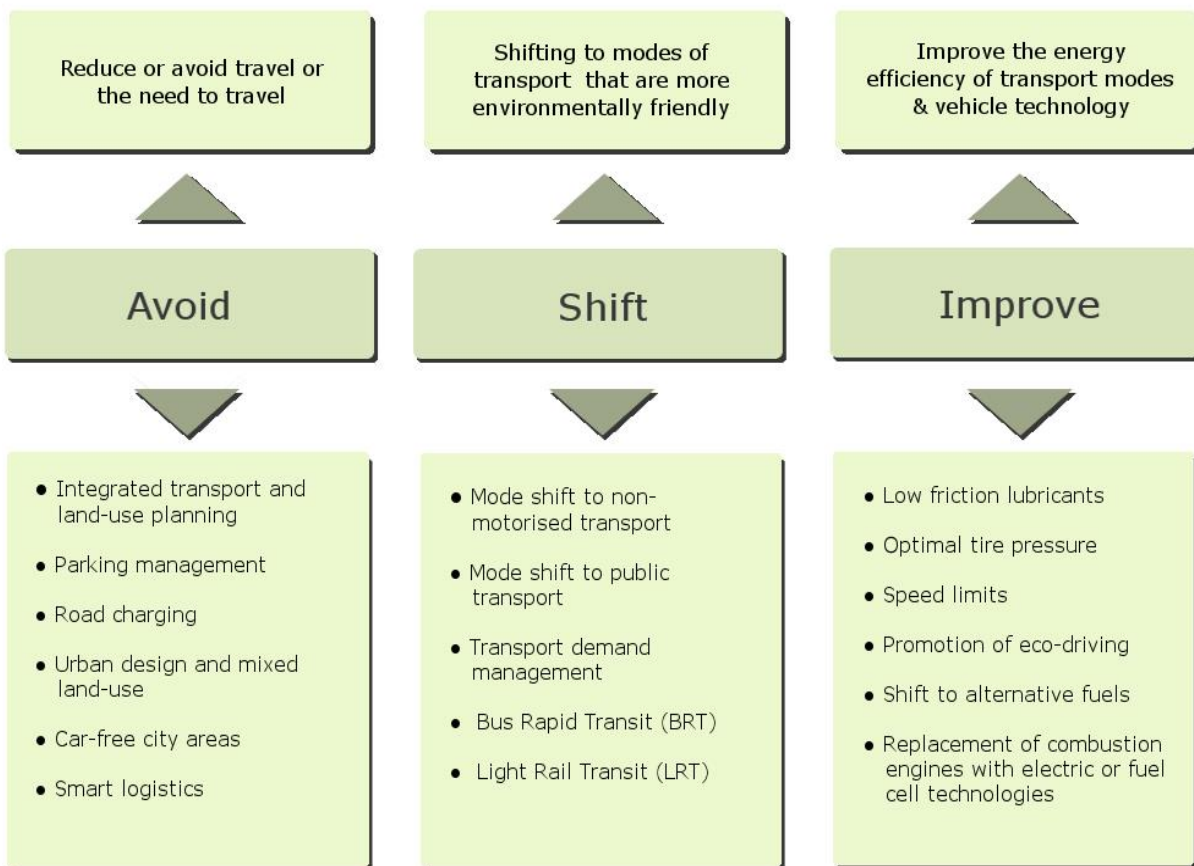 Reduce or avoid travel or
the need to travel
Shifting to modes of
transport that are more
environmentally friendly
Improve the energy
efficiency of transport modes
& vehicle technology
Avoid
Shift
Improve
● Integrated transport and
land-use planning
● Parking management
● Road charging
● Urban design and mixed
land-use
● Car-free city areas
● Smart logistics
● Mode shift to non-
motorised transport
● Mode shift to public
transport
● Transport demand
management
● Bus Rapid Transit (BRT)
● Light Rail Transit (LRT)
● Low friction lubricants
● Optimal tire pressure
● Speed limits
● Promotion of eco-driving
● Shift to alternative fuels
● Replacement of combustion
engines with electric or fuel
cell technologies